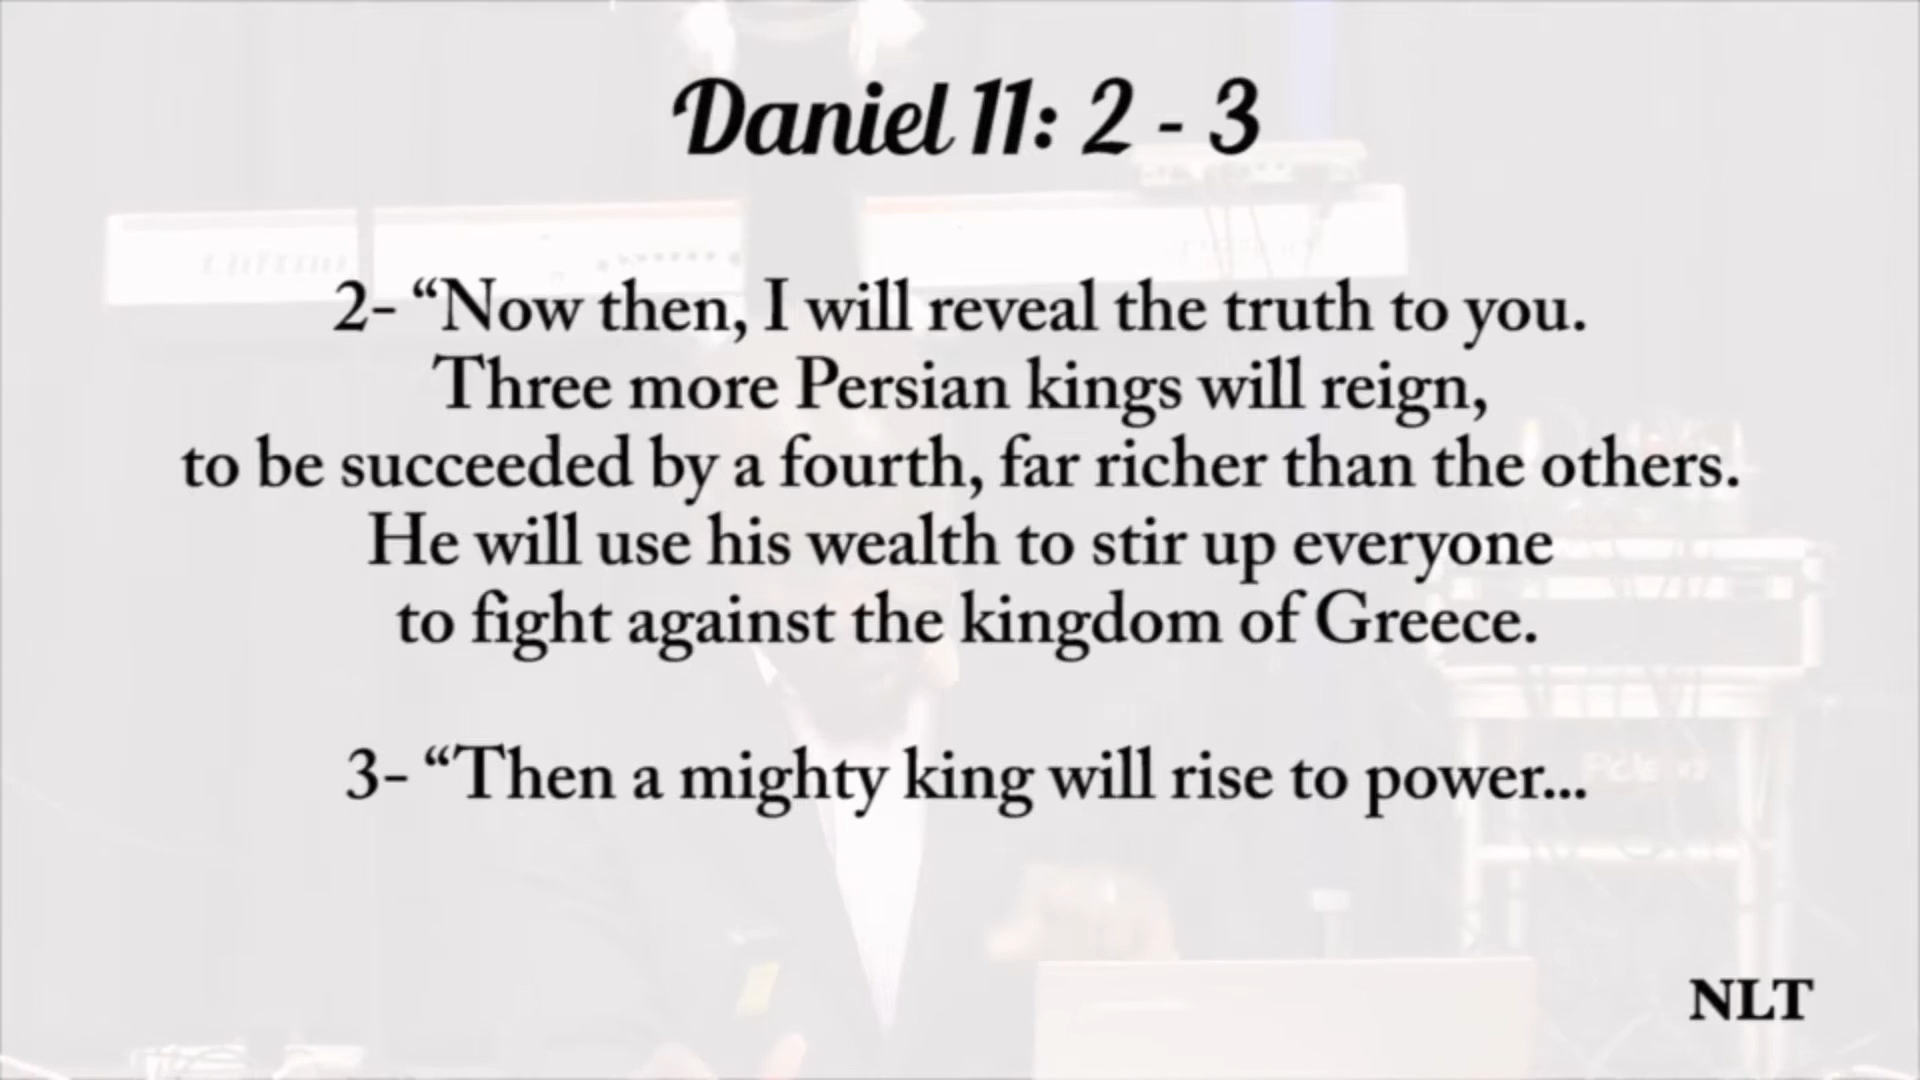 Daniel 11: 2 - 3
2- “Now then, I will reveal the truth to you.
Three more Persian kings will reign,
to be succeeded by a fourth, far richer than the others.
He will use his wealth to stir up everyone
to fight against the kingdom of Greece.
3- “Then a mighty king will rise to power...
NLT